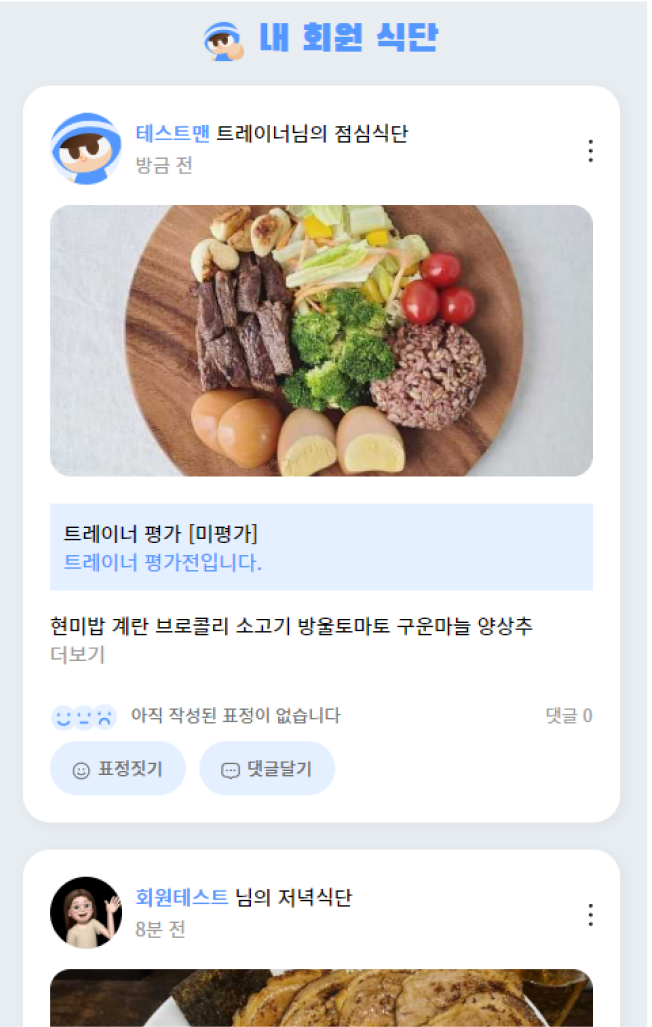 내 회원 식단
테스트맨 트레이너님의 점심식단
방금 전
트레이너 평가 [미평가]
트레이너 평가전입니다.
현미밥 계란 브로콜리 소고기 방울토마토 구운마늘 양상추
더보기
아직 작성된 표정이 없습니다 댓글 0
표정짓기 댓글달기
회원테스트 님의 저녁식단
8분 전